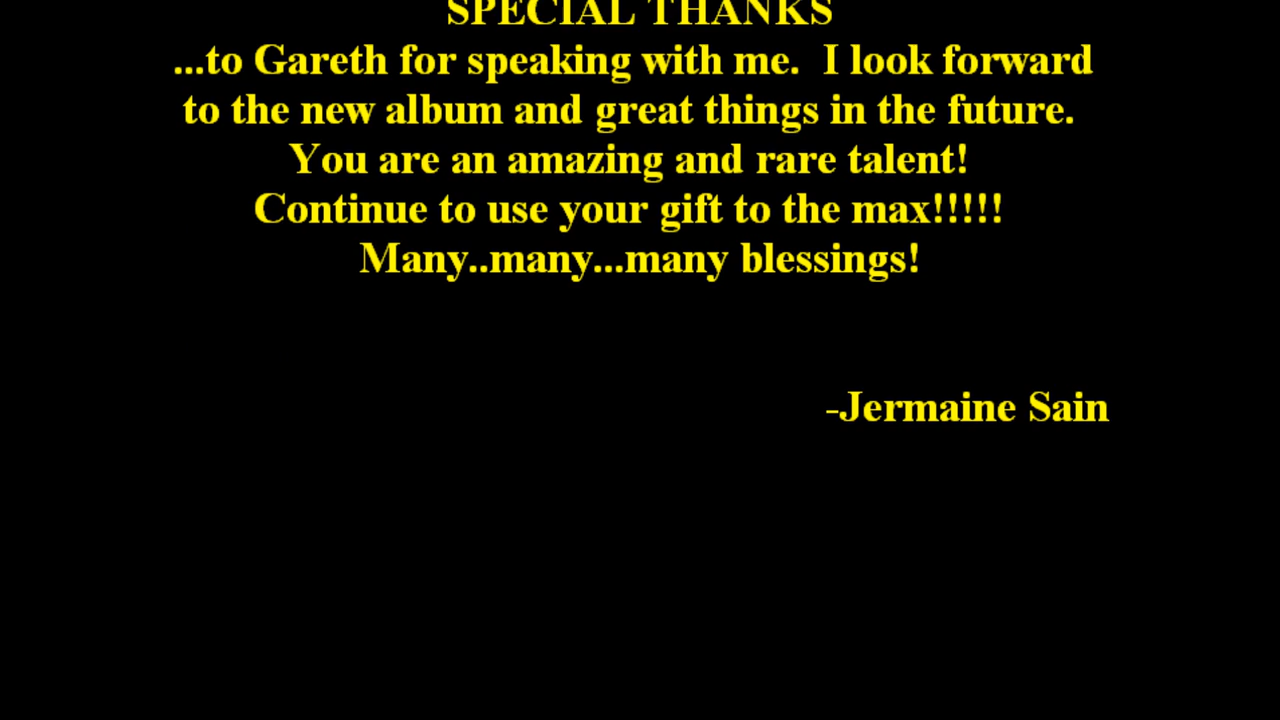 SPECIAL THANKS
...to Gareth for speaking with me.  I look forward
to the new album and great things in the future.
You are an amazing and rare talent!
Continue to use your gift to the max!!!!!
Many..many...many blessings!
-Jermaine Sain